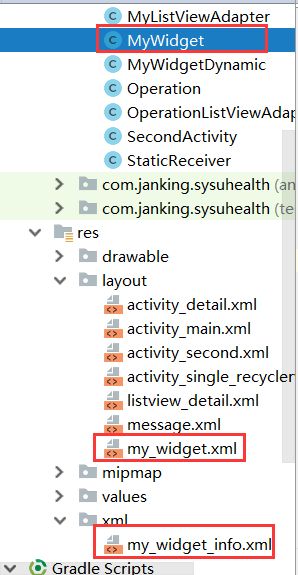 MyListViewAdapter
MyWidget
MyWidgetDynamic
Operation
OperationListViewAdap
SecondActivity
StaticReceiver
com.janking.sysuhealth (an
com.janking.sysuhealth (te
res
drawable
layout
activity_detail.xml
activity_main.xml
activity_second.xml
activity_single_recycler
listview_detail.xml
message.xml
my_widget.xml
mipmap
values
xml
my_widget_info.xml
Gradle Scripts